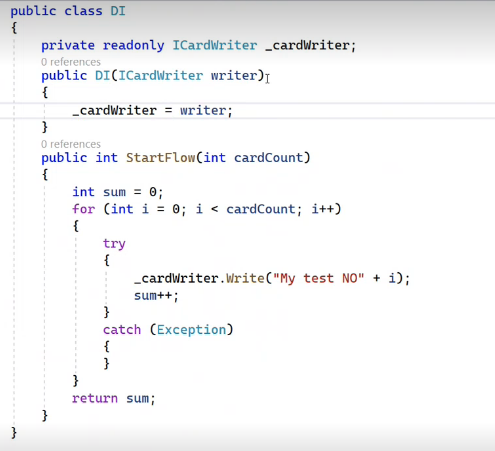 public class DI
{
private readonly ICardWriter _cardWriter;
0 references
public DI(ICardWriter writer)
{
_cardWriter = writer;
}
0 references
public int StartFlow(int cardCount)
{
int sum = 0;
for (int i = 0; i < cardCount; i++)
{
try
{
_cardWriter.Write("My test NO" + i);
sum++;
}
catch (Exception)
{
}
}
return sum;
}
}